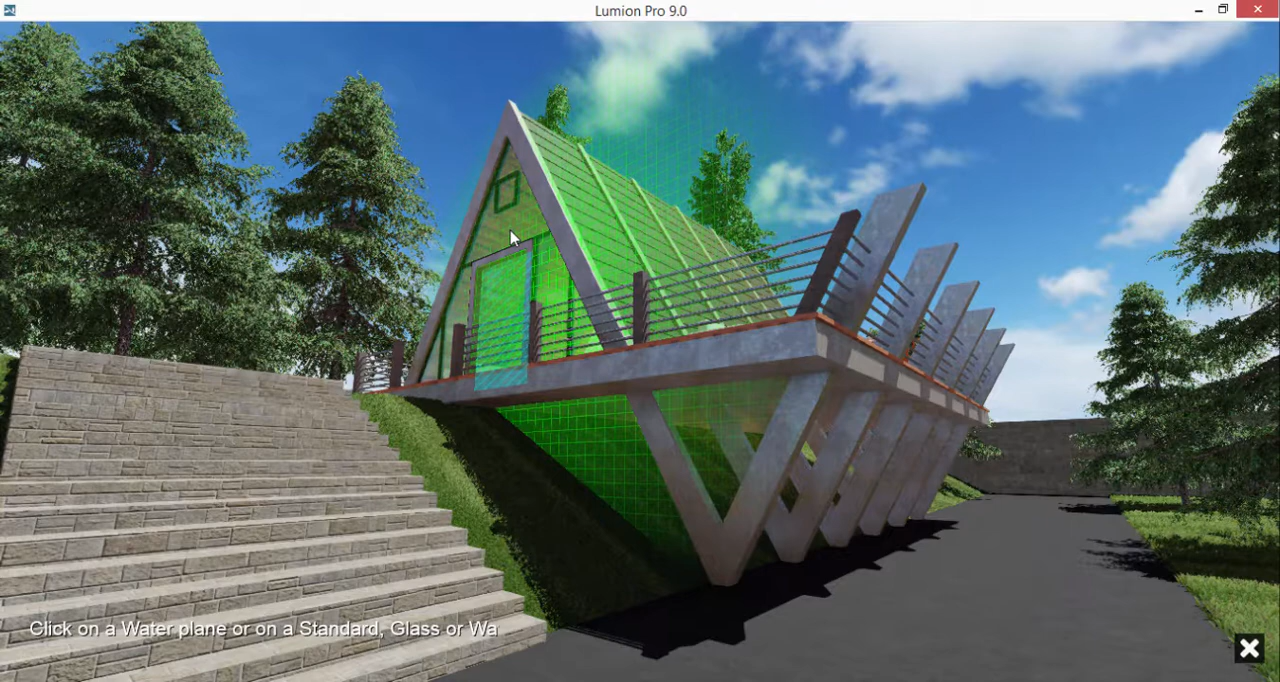 Lumion Pro 9.0
Click on a Water plane or on a Standard, Glass or Wa